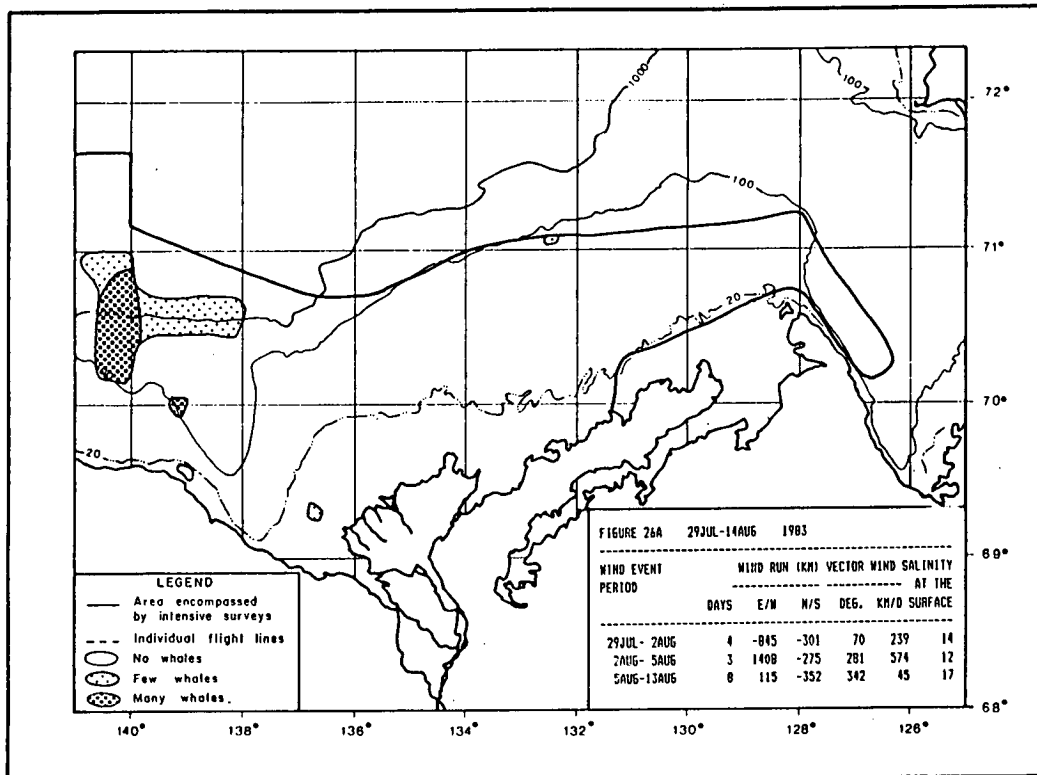 1000
100?
72°
100
71°
20
70°
20
FIGURE 26A 29JUL-14AUG 1983
WIND EVENT WIND RUN (KM) VECTOR WIND SALINITY
PERIOD AT THE
DAYS E/W N/S DEG. KM/D SURFACE
29JUL- 2AUG 4 -845 -301 70 239 14
2AUG- 5AUG 3 1408 -275 281 574 12
5AUG-13AUG 8 115 -352 342 45 17
69°
LEGEND
Area encompassed
by intensive surveys
Individual flight lines
No whales
Few whales
Many whales.
68°
140° 138° 136° 134° 132° 130° 128° 126°